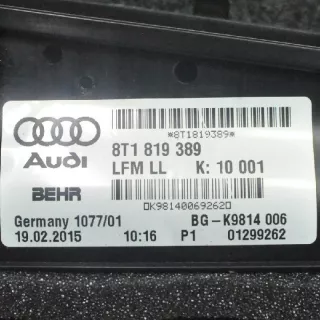 *8T1819389*
Audi
8T1 819 389
LFM LL K: 10 001
BEHR
□K98140069262□
Germany 1077/01 BG-K9814 006
19.02.2015 10:16 P1 01299262